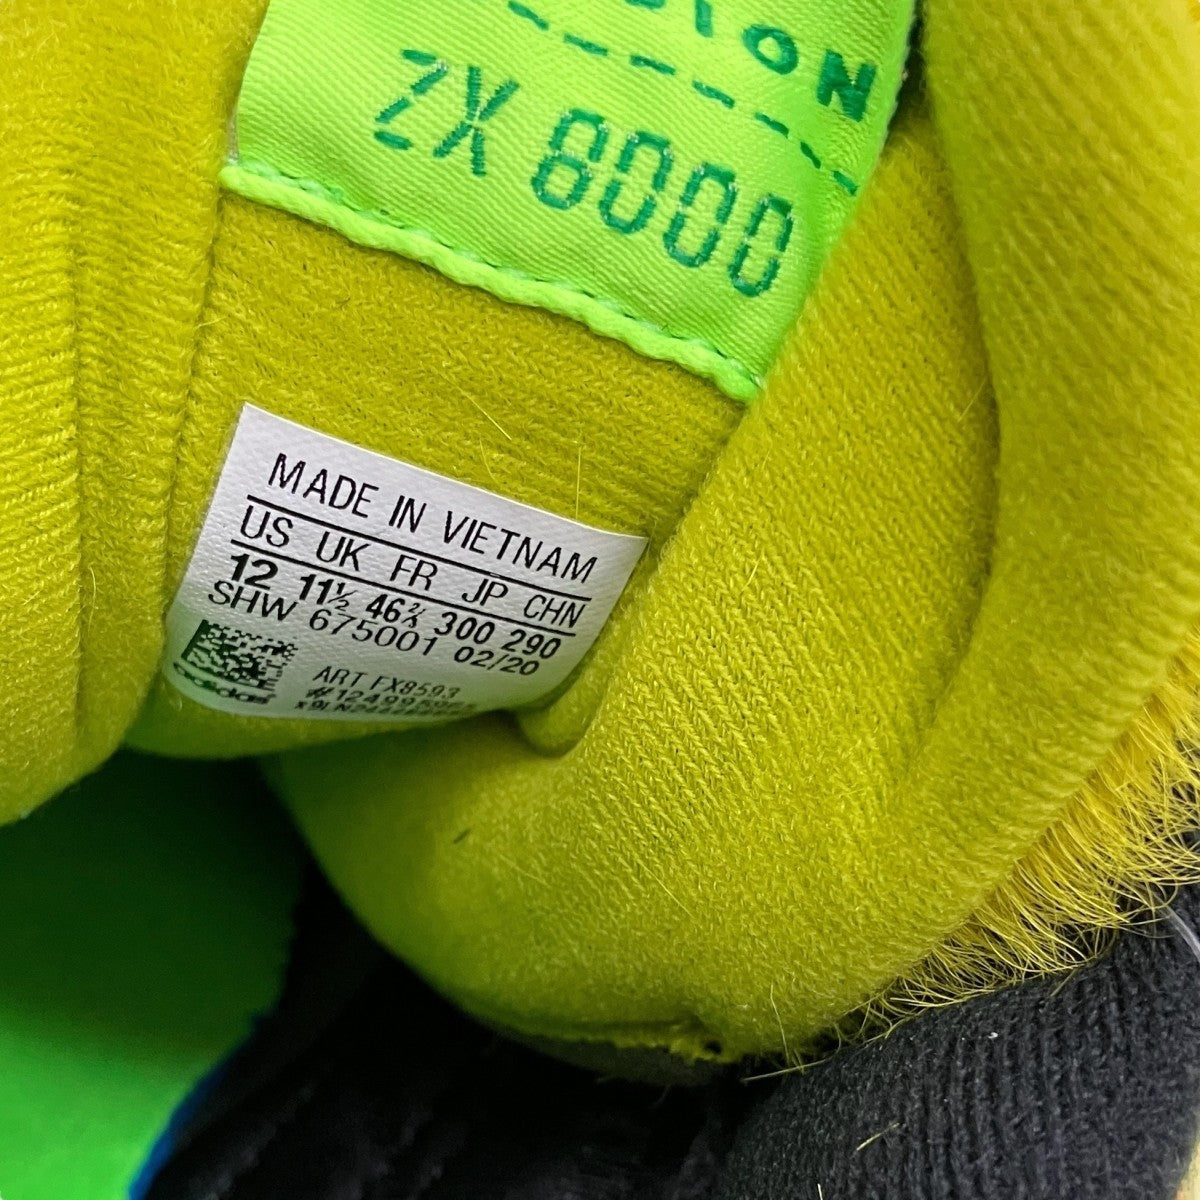 ZX 8000
MADE IN VIETNAM
US UK FR JP CHN
12 11½ 46⅔ 300 290
SHW 675001 02/20
ART FX8593
adidas